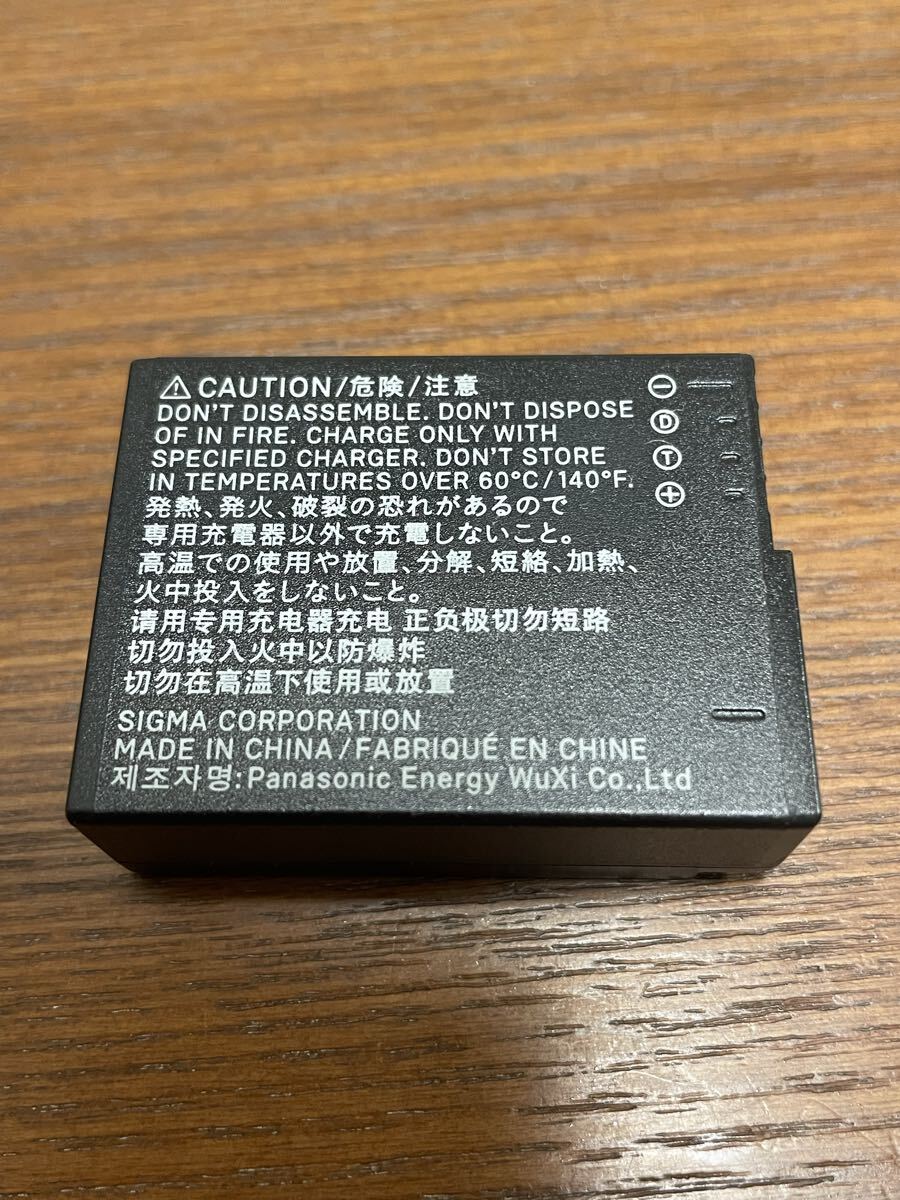 ⚠ CAUTION/危険/注意
DON'T DISASSEMBLE. DON'T DISPOSE
OF IN FIRE. CHARGE ONLY WITH
SPECIFIED CHARGER. DON'T STORE
IN TEMPERATURES OVER 60°C/140°F.
発熱、発火、破裂の恐れがあるので
専用充電器以外で充電しないこと。
高温での使用や放置、分解、短絡、加熱、
火中投入をしないこと。
请用专用充电器充电 正负极切勿短路
切勿投入火中以防爆炸
切勿在高温下使用或放置
SIGMA CORPORATION
MADE IN CHINA/FABRIQUÉ EN CHINE
제조자명:Panasonic Energy WuXi Co.,Ltd
−
D
T
+